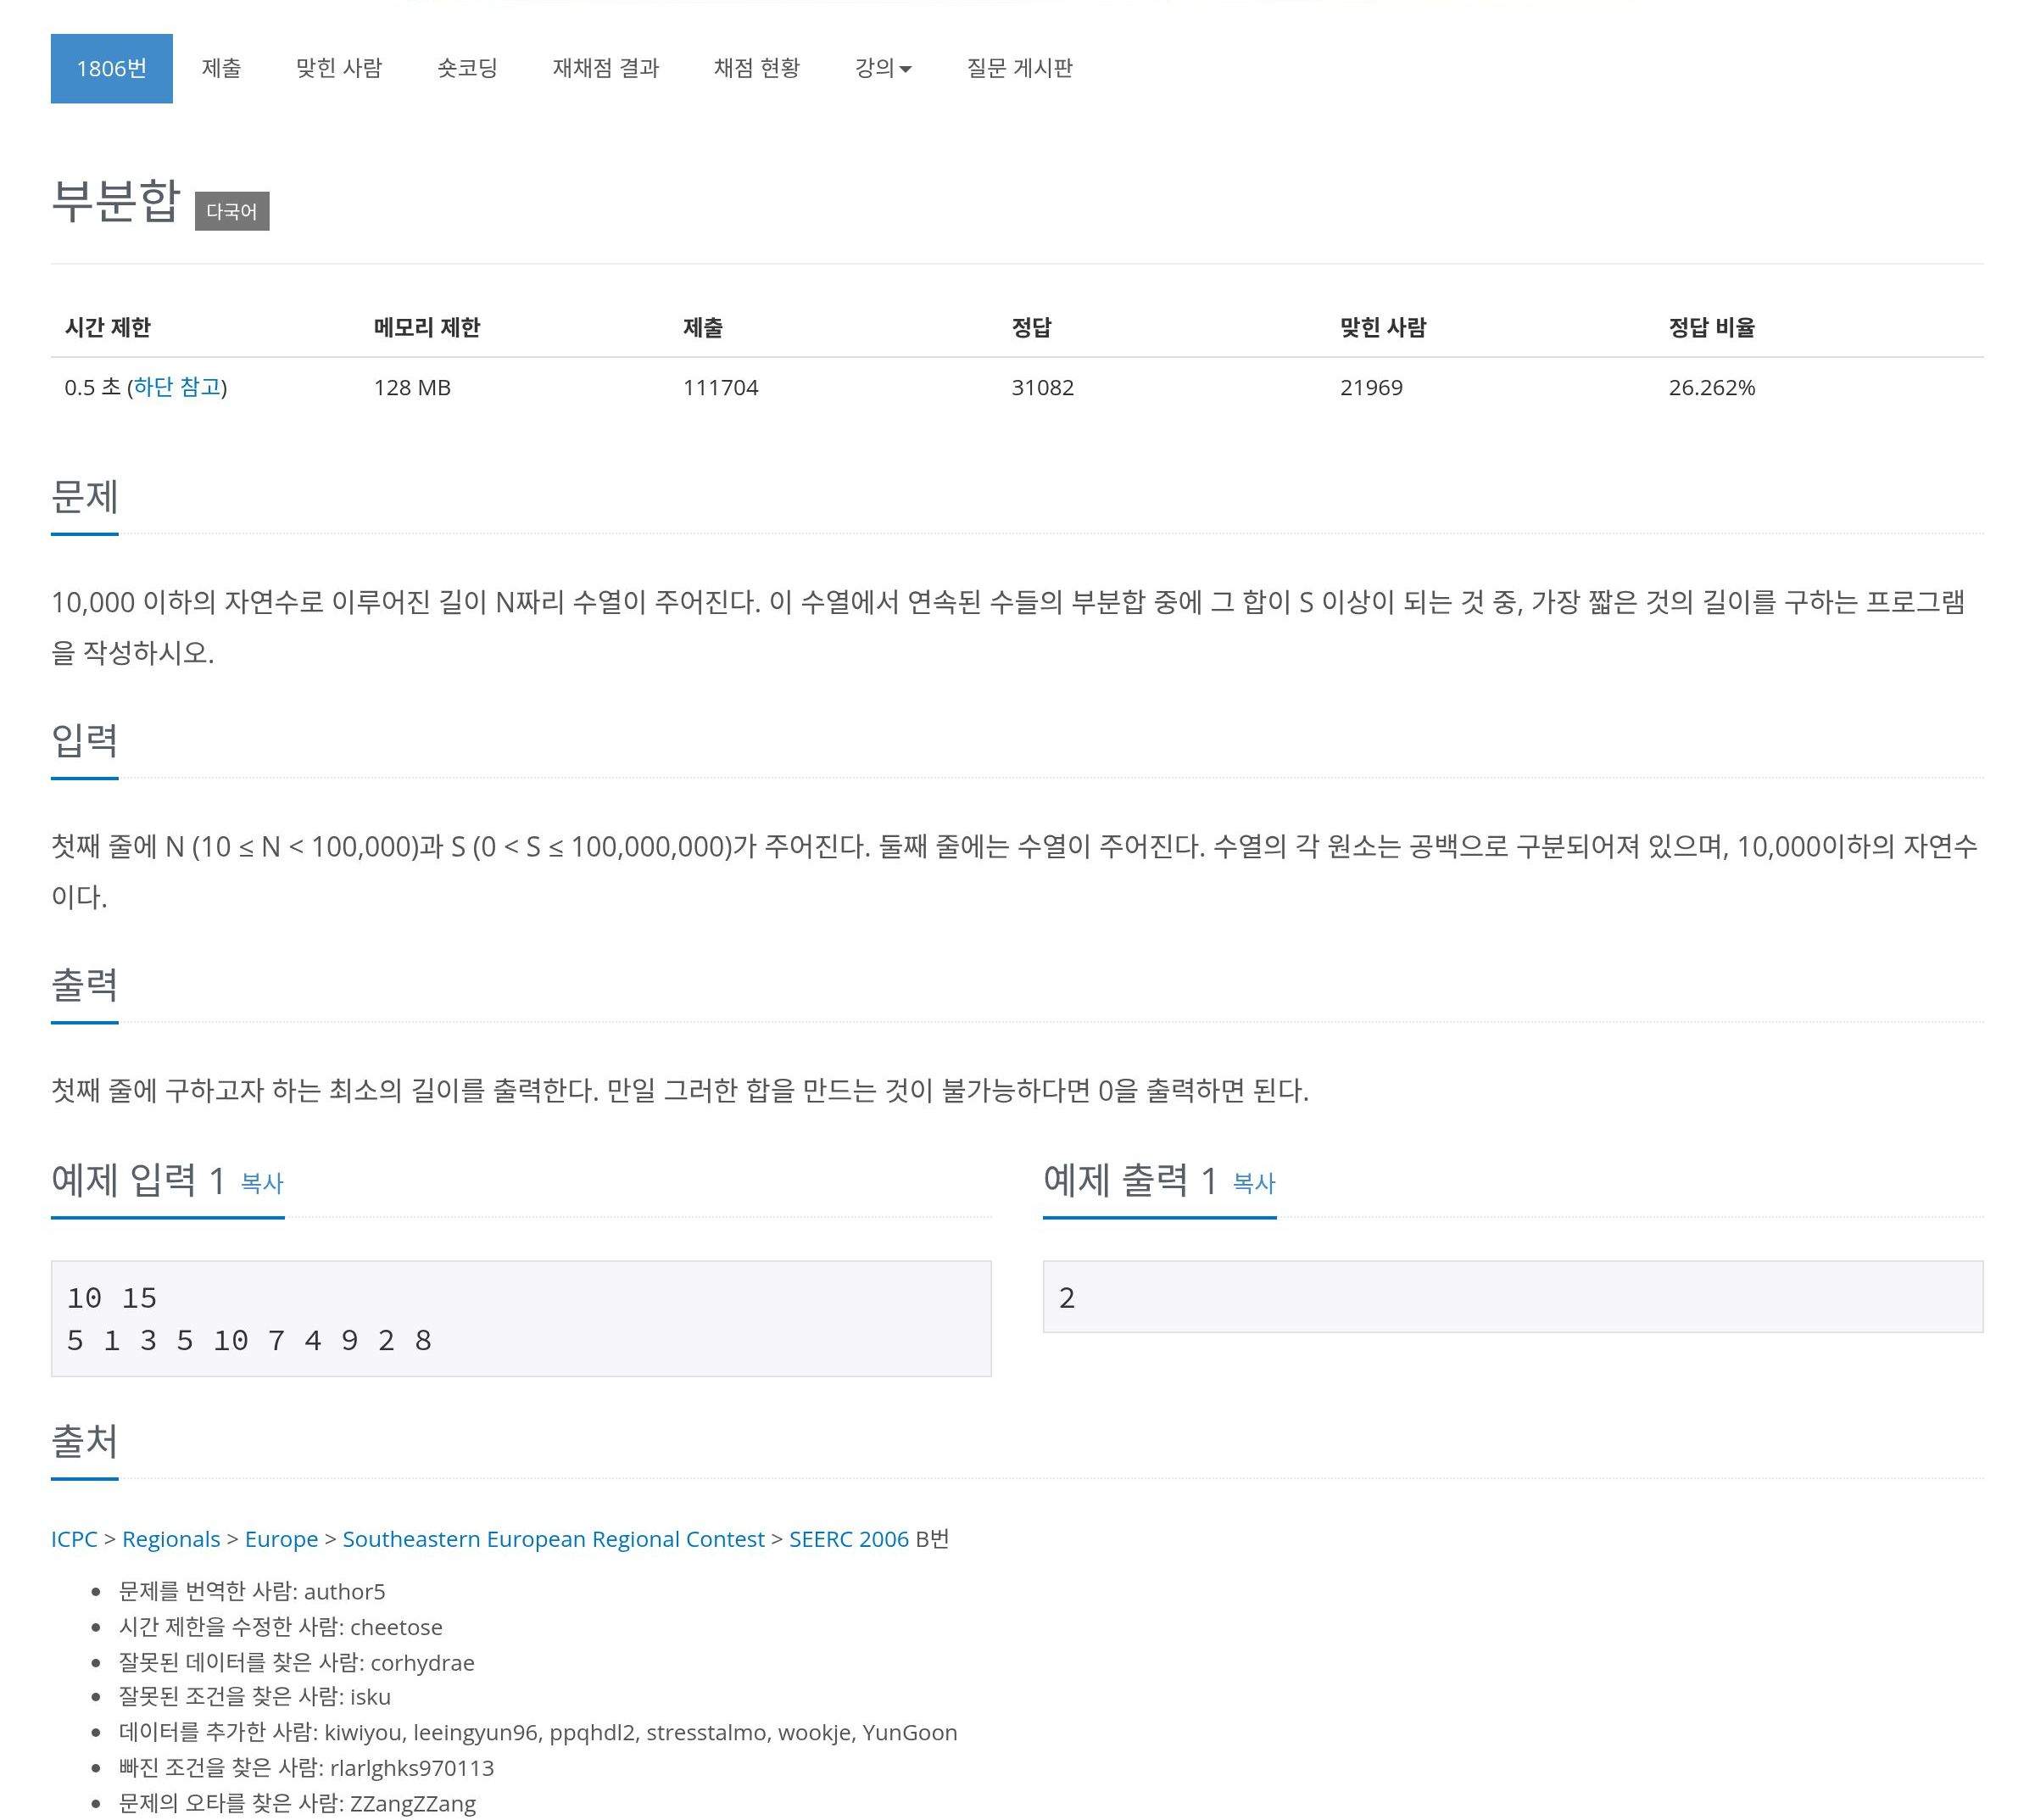 1806번 제출 맞힌 사람 숏코딩 재채점 결과 채점 현황 강의 질문 게시판
부분합 다국어
시간 제한 메모리 제한 제출 정답 맞힌 사람 정답 비율
0.5 초 (하단 참고) 128 MB 111704 31082 21969 26.262%
문제
10,000 이하의 자연수로 이루어진 길이 N짜리 수열이 주어진다. 이 수열에서 연속된 수들의 부분합 중에 그 합이 S 이상이 되는 것 중, 가장 짧은 것의 길이를 구하는 프로그램
을 작성하시오.
입력
첫째 줄에 N (10 ≤ N < 100,000)과 S (0 < S ≤ 100,000,000)가 주어진다. 둘째 줄에는 수열이 주어진다. 수열의 각 원소는 공백으로 구분되어져 있으며, 10,000이하의 자연수
이다.
출력
첫째 줄에 구하고자 하는 최소의 길이를 출력한다. 만일 그러한 합을 만드는 것이 불가능하다면 0을 출력하면 된다.
예제 입력 1 복사
10 15
5 1 3 5 10 7 4 9 2 8
예제 출력 1 복사
2
출처
ICPC > Regionals > Europe > Southeastern European Regional Contest > SEERC 2006 B번
문제를 번역한 사람: author5
시간 제한을 수정한 사람: cheetose
잘못된 데이터를 찾은 사람: corhydrae
잘못된 조건을 찾은 사람: isku
데이터를 추가한 사람: kiwiyou, leeingyun96, ppqhdl2, stresstalmo, wookje, YunGoon
빠진 조건을 찾은 사람: rlarlghks970113
문제의 오타를 찾은 사람: ZZangZZang